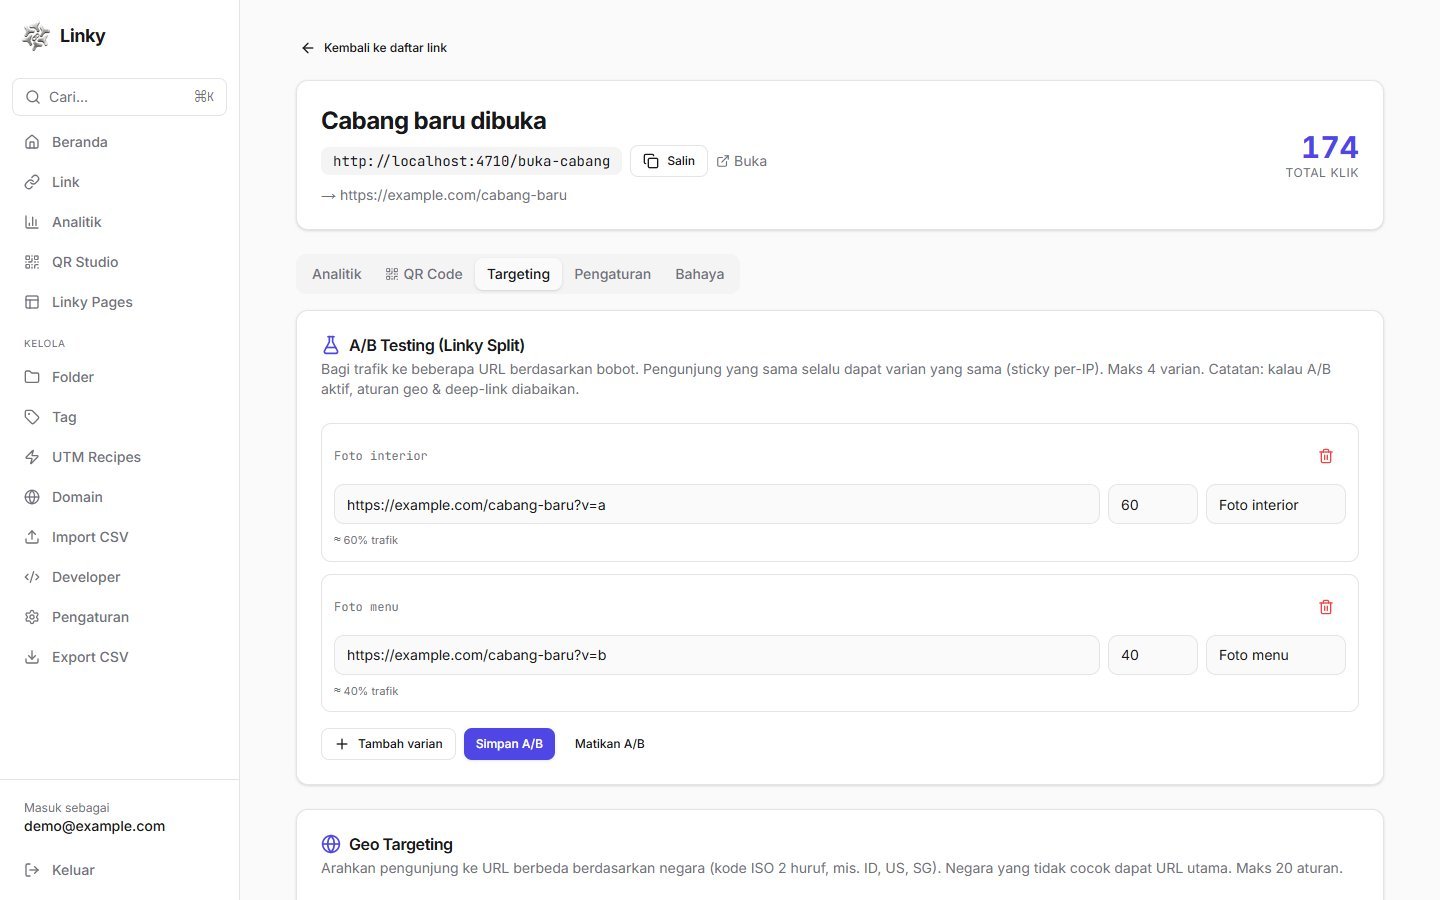 Linky
Cari...
⌘K
Beranda
Link
Analitik
QR Studio
Linky Pages
KELOLA
Folder
Tag
UTM Recipes
Domain
Import CSV
Developer
Pengaturan
Export CSV
Masuk sebagai
demo@example.com
Keluar
← Kembali ke daftar link
Cabang baru dibuka
http://localhost:4710/buka-cabang
Salin
Buka
→ https://example.com/cabang-baru
174
TOTAL KLIK
Analitik
QR Code
Targeting
Pengaturan
Bahaya
A/B Testing (Linky Split)
Bagi trafik ke beberapa URL berdasarkan bobot. Pengunjung yang sama selalu dapat varian yang sama (sticky per-IP). Maks 4 varian. Catatan: kalau A/B
aktif, aturan geo & deep-link diabaikan.
Foto interior
https://example.com/cabang-baru?v=a
60
Foto interior
≈ 60% trafik
Foto menu
https://example.com/cabang-baru?v=b
40
Foto menu
≈ 40% trafik
+ Tambah varian
Simpan A/B
Matikan A/B
Geo Targeting
Arahkan pengunjung ke URL berbeda berdasarkan negara (kode ISO 2 huruf, mis. ID, US, SG). Negara yang tidak cocok dapat URL utama. Maks 20 aturan.